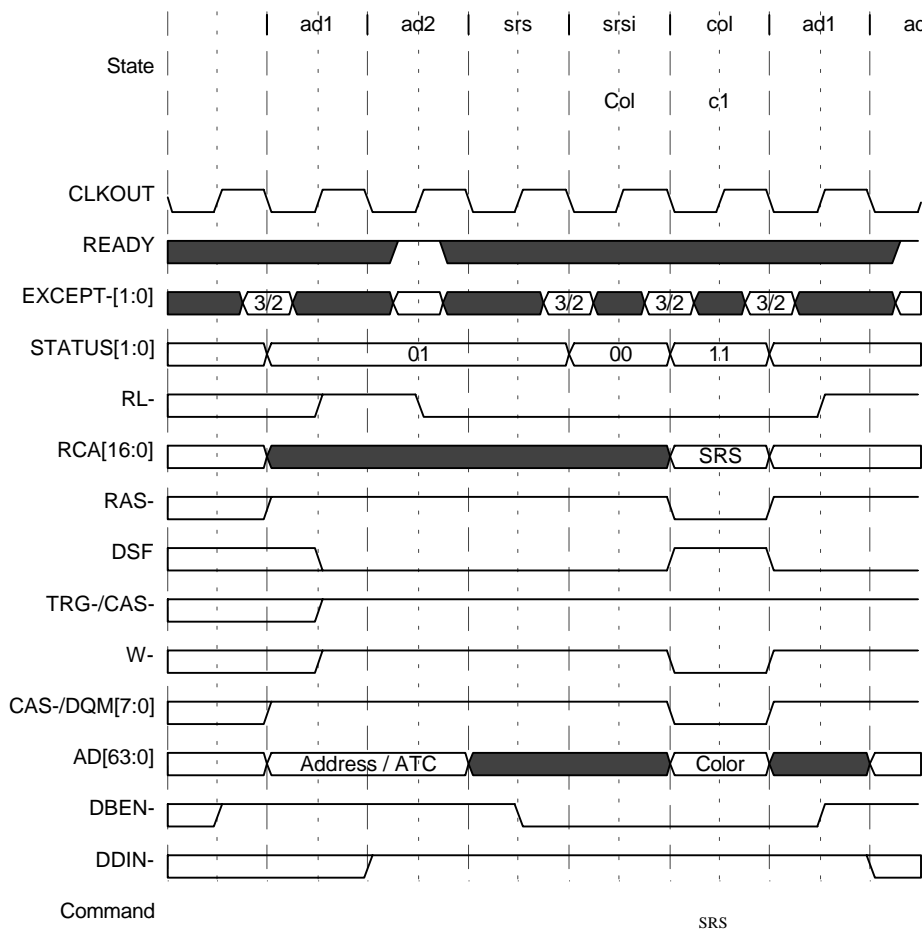 ad1 ad2 srs srsi col ad1 ad
State
Col c1
CLKOUT
READY
EXCEPT-[1:0] 3/2 3/2 3/2 3/2
STATUS[1:0] 01 00 11
RL-
RCA[16:0] SRS
RAS-
DSF
TRG-/CAS-
W-
CAS-/DQM[7:0]
AD[63:0] Address / ATC Color
DBEN-
DDIN-
Command SRS